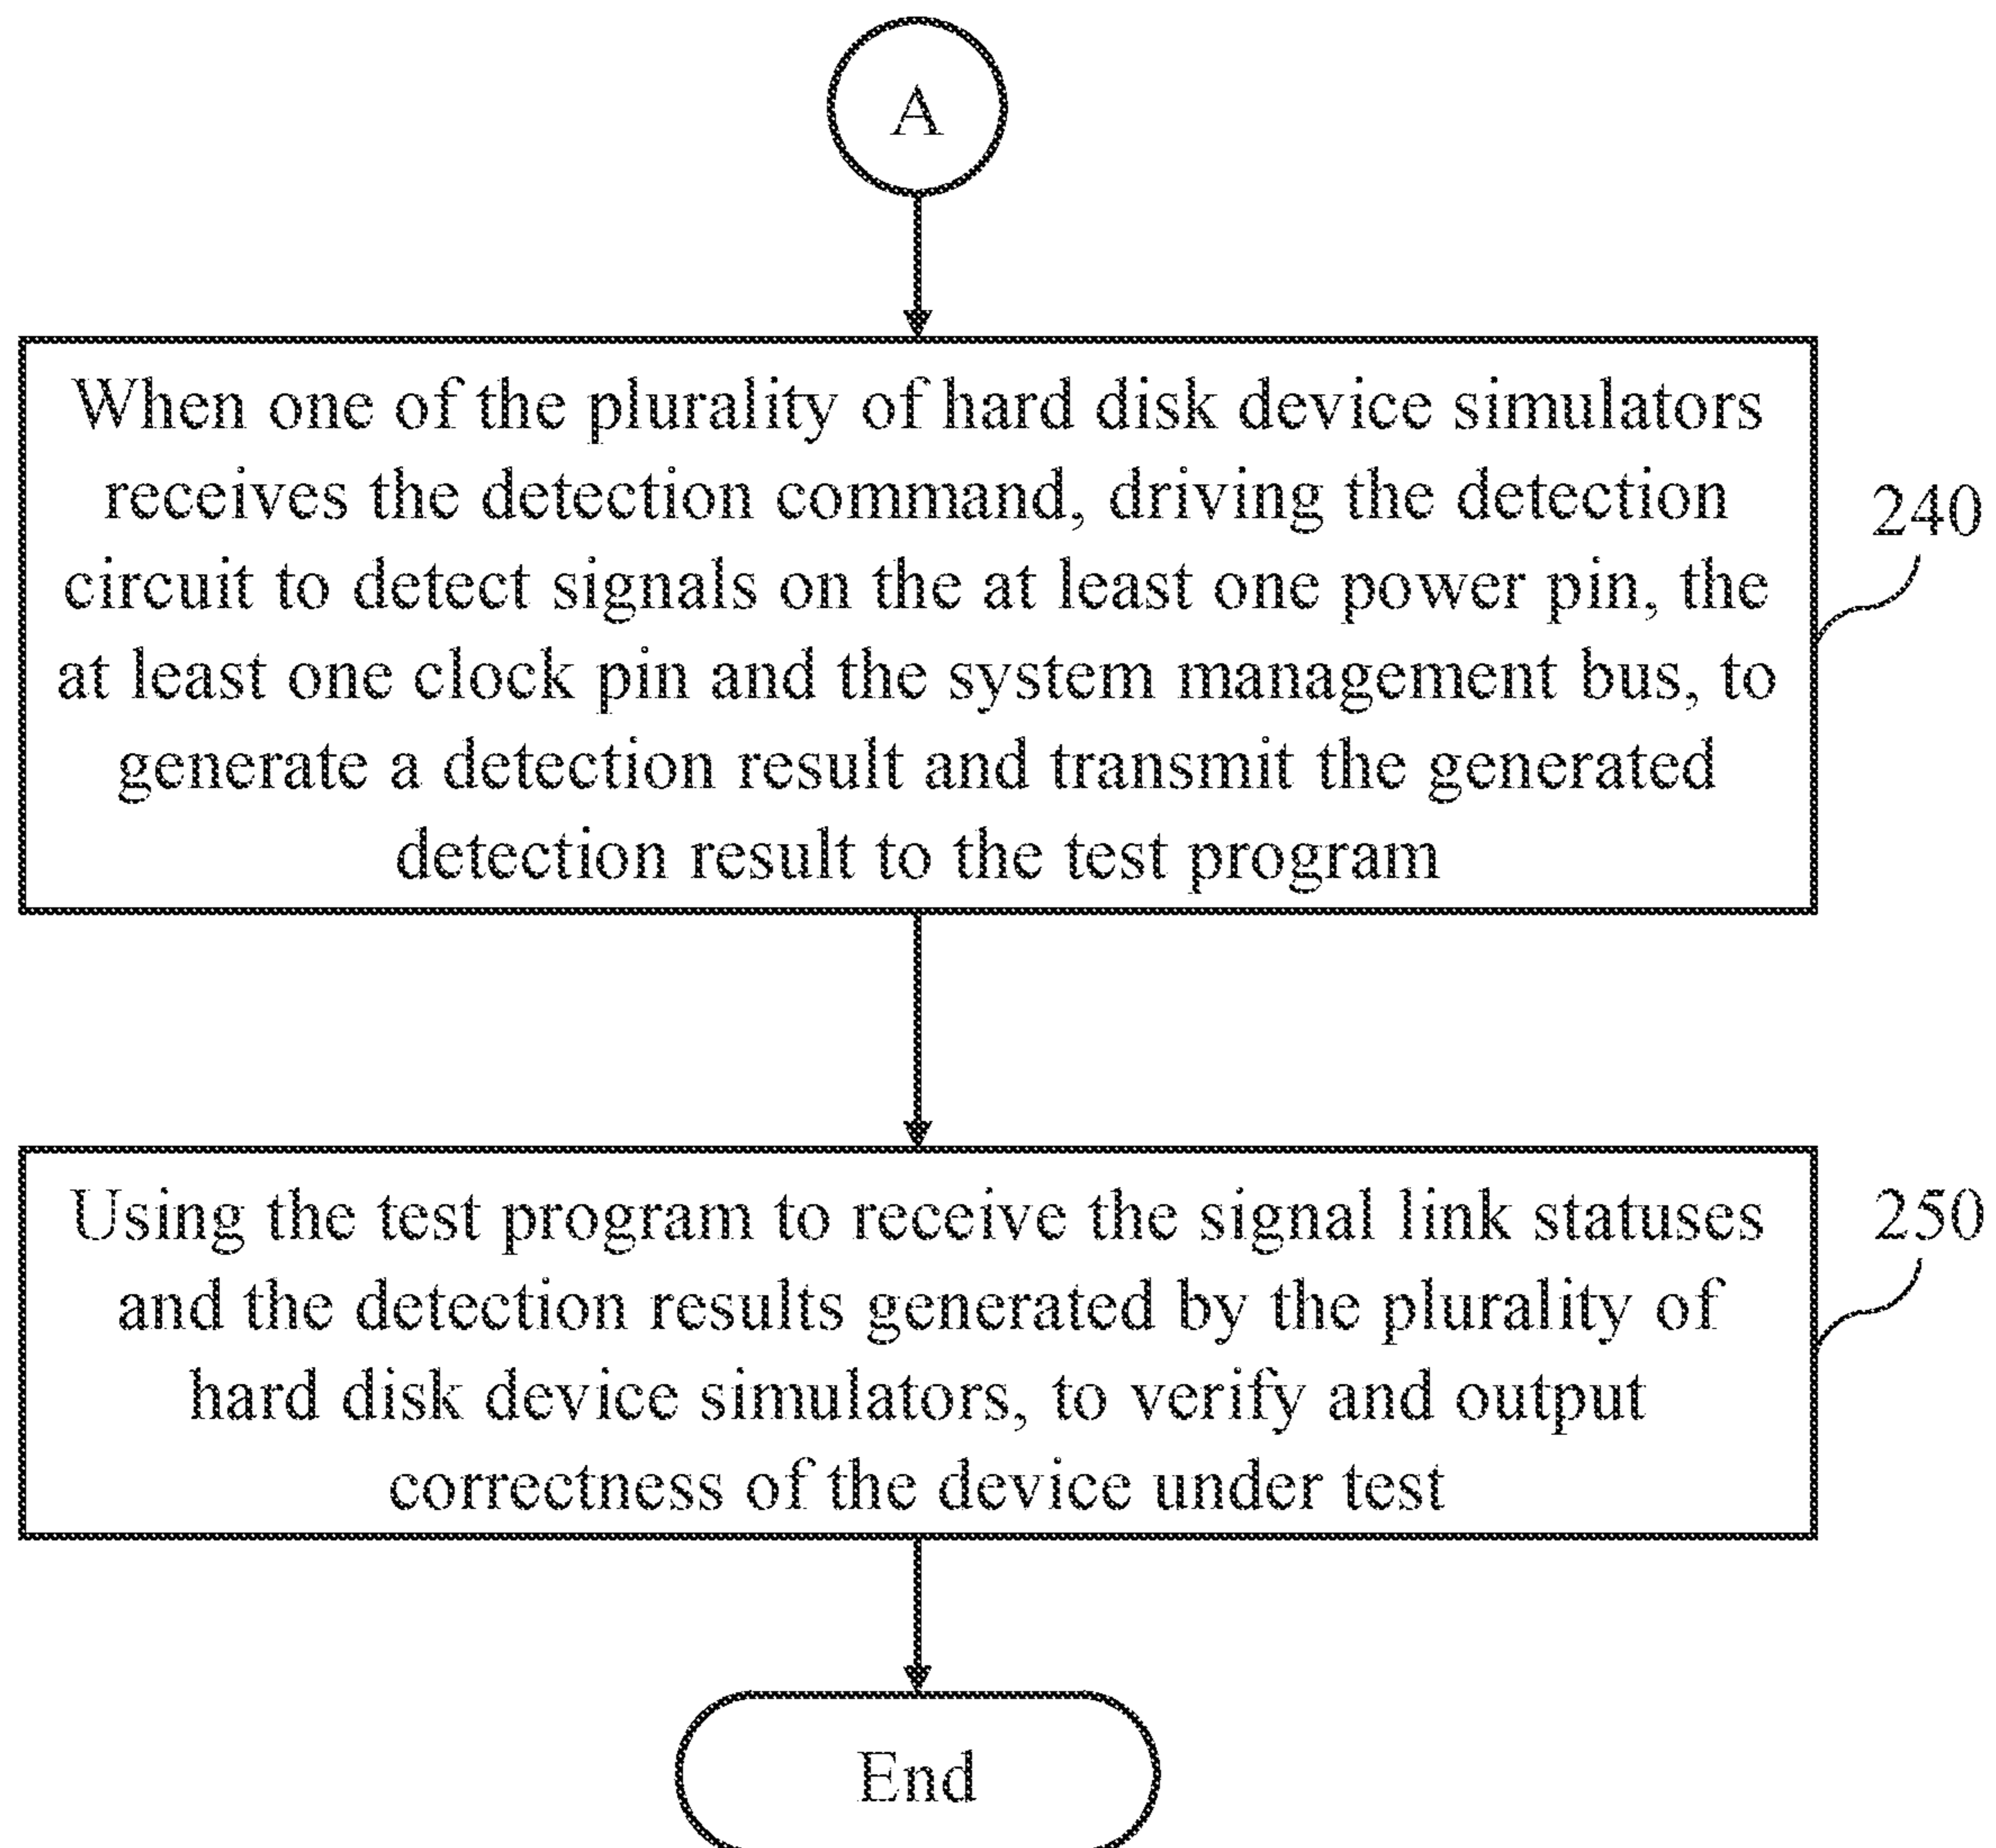 A
When one of the plurality of hard disk device simulators
receives the detection command, driving the detection
circuit to detect signals on the at least one power pin, the
at least one clock pin and the system management bus, to
generate a detection result and transmit the generated
detection result to the test program
240
Using the test program to receive the signal link statuses
and the detection results generated by the plurality of
hard disk device simulators, to verify and output
correctness of the device under test
250
End